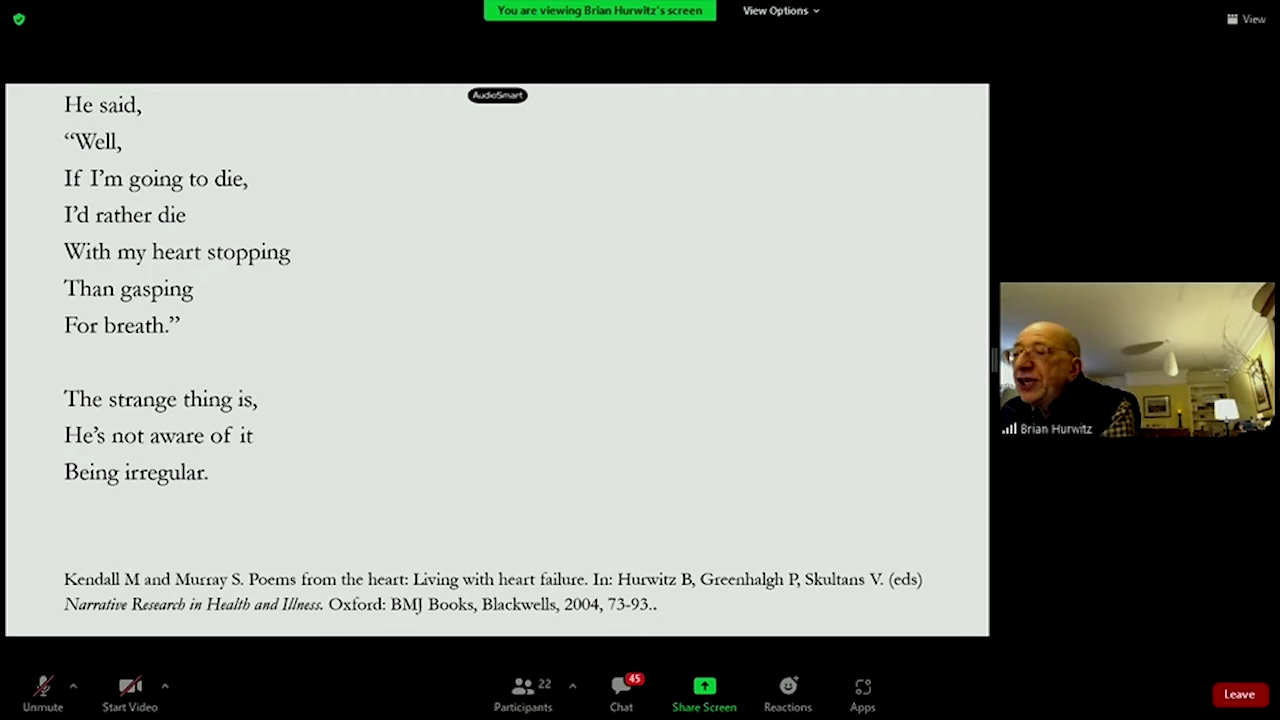 You are viewing Brian Hurwitz's screen
View Options
View
AudioSmart
He said,
“Well,
If I’m going to die,
I’d rather die
With my heart stopping
Than gasping
For breath.”
The strange thing is,
He’s not aware of it
Being irregular.
Kendall M and Murray S. Poems from the heart: Living with heart failure. In: Hurwitz B, Greenhalgh P, Skultans V. (eds)
Narrative Research in Health and Illness. Oxford: BMJ Books, Blackwells, 2004, 73-93..
Brian Hurwitz
Unmute
Start Video
22
Participants
45
Chat
Share Screen
Reactions
Apps
Leave